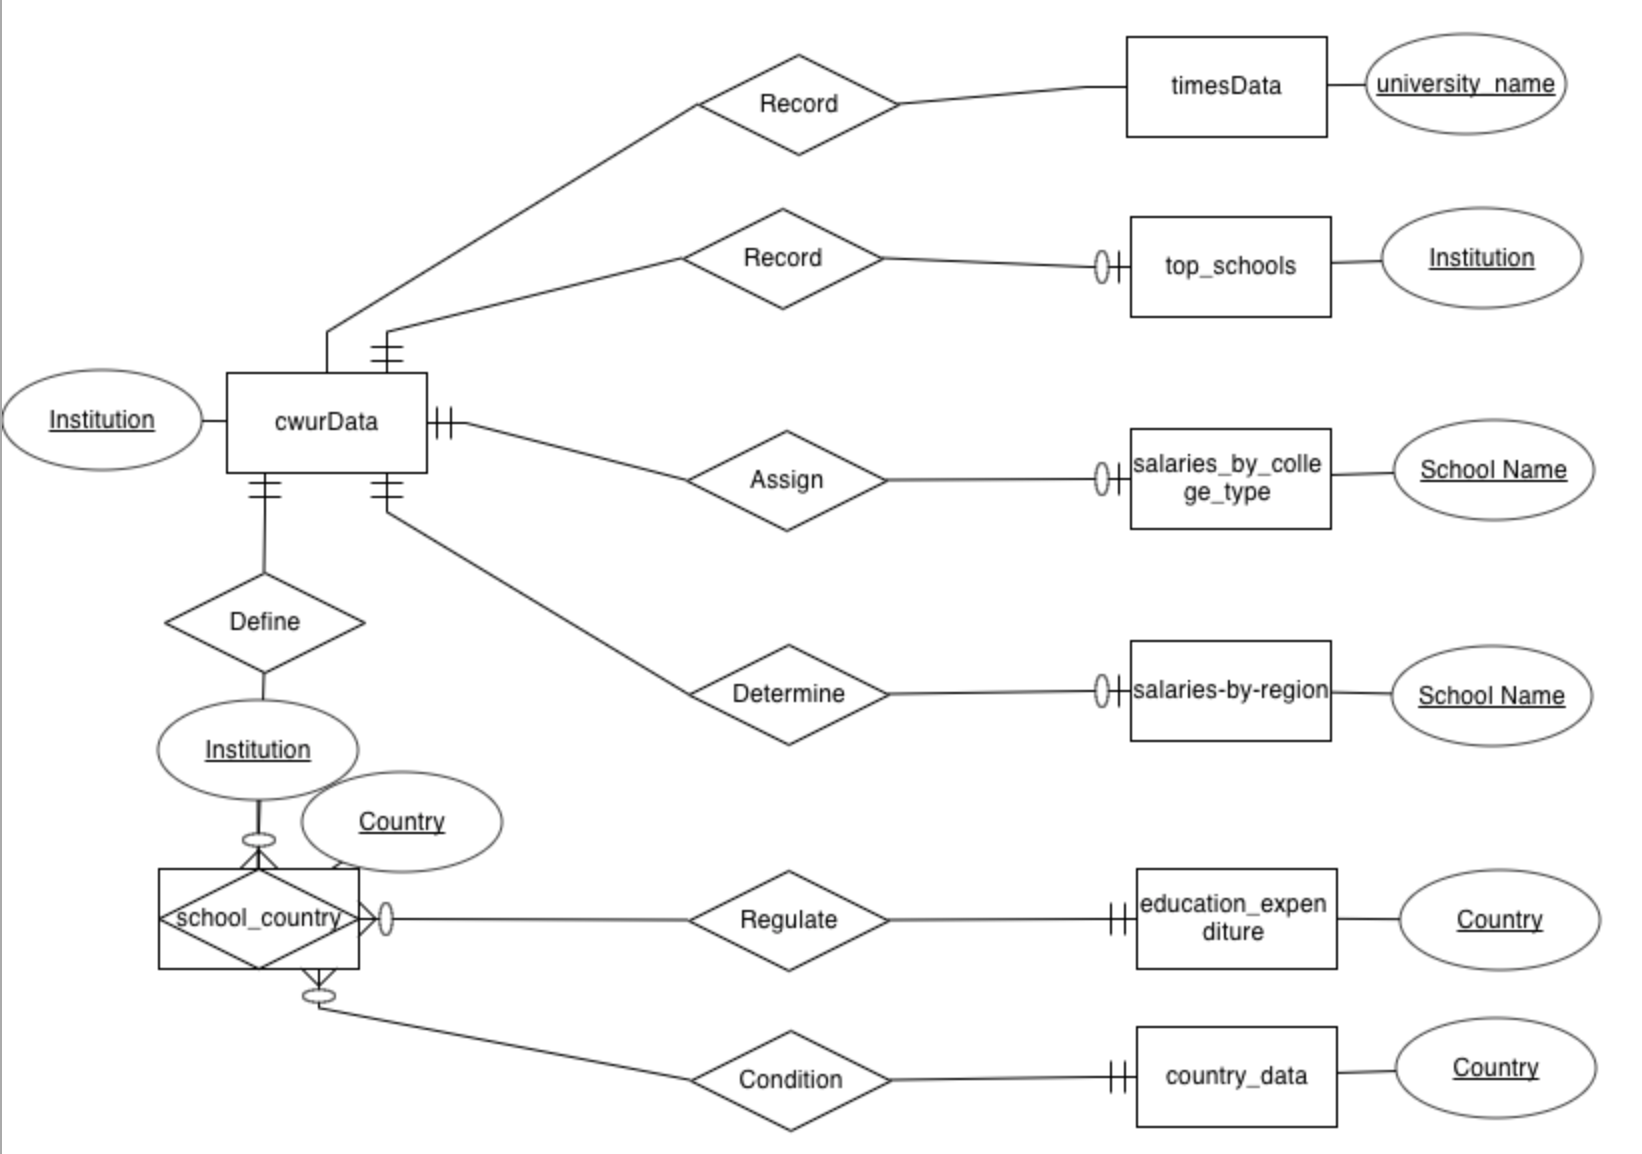 Record
timesData
university_name
Record
top_schools
Institution
Institution
cwurData
Assign
salaries_by_colle
ge_type
School Name
Define
Determine
salaries-by-region
School Name
Institution
Country
school_country
Regulate
education_expen
diture
Country
Condition
country_data
Country